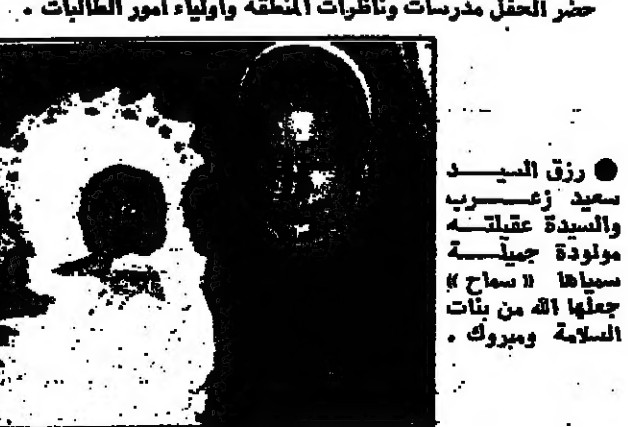 حضر الحفل مدرسات وناظرات المنطقة وأولياء أمور الطالبات .
● رزق السيد
سعيد زعرب
والسيدة عقيلته
مولودة جميلة
سمياها « سماح »
جعلها الله من بنات
السلامة ومبروك .